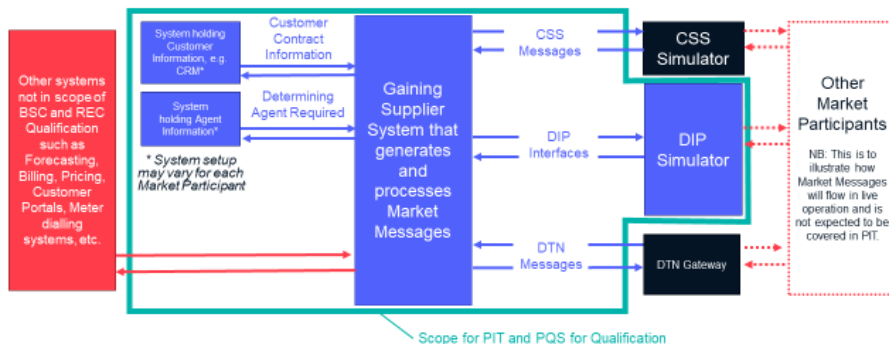 Other systems
not in scope of
BSC and REC
Qualification
such as
Forecasting,
Billing, Pricing,
Customer
Portals, Meter
dialling
systems, etc.
System holding
Customer
Information, e.g.
CRM*
Customer
Contract
Information
System
holding Agent
Information*
Determining
Agent Required
* System setup
may vary for each
Market Participant
Gaining
Supplier
System that
generates
and
processes
Market
Messages
CSS
Messages
DIP
Interfaces
DTN
Messages
CSS
Simulator
DIP
Simulator
DTN Gateway
Other
Market
Participants
NB: This is to
illustrate how
Market Messages
will flow in live
operation and is
not expected to be
covered in PIT.
Scope for PIT and PQS for Qualification